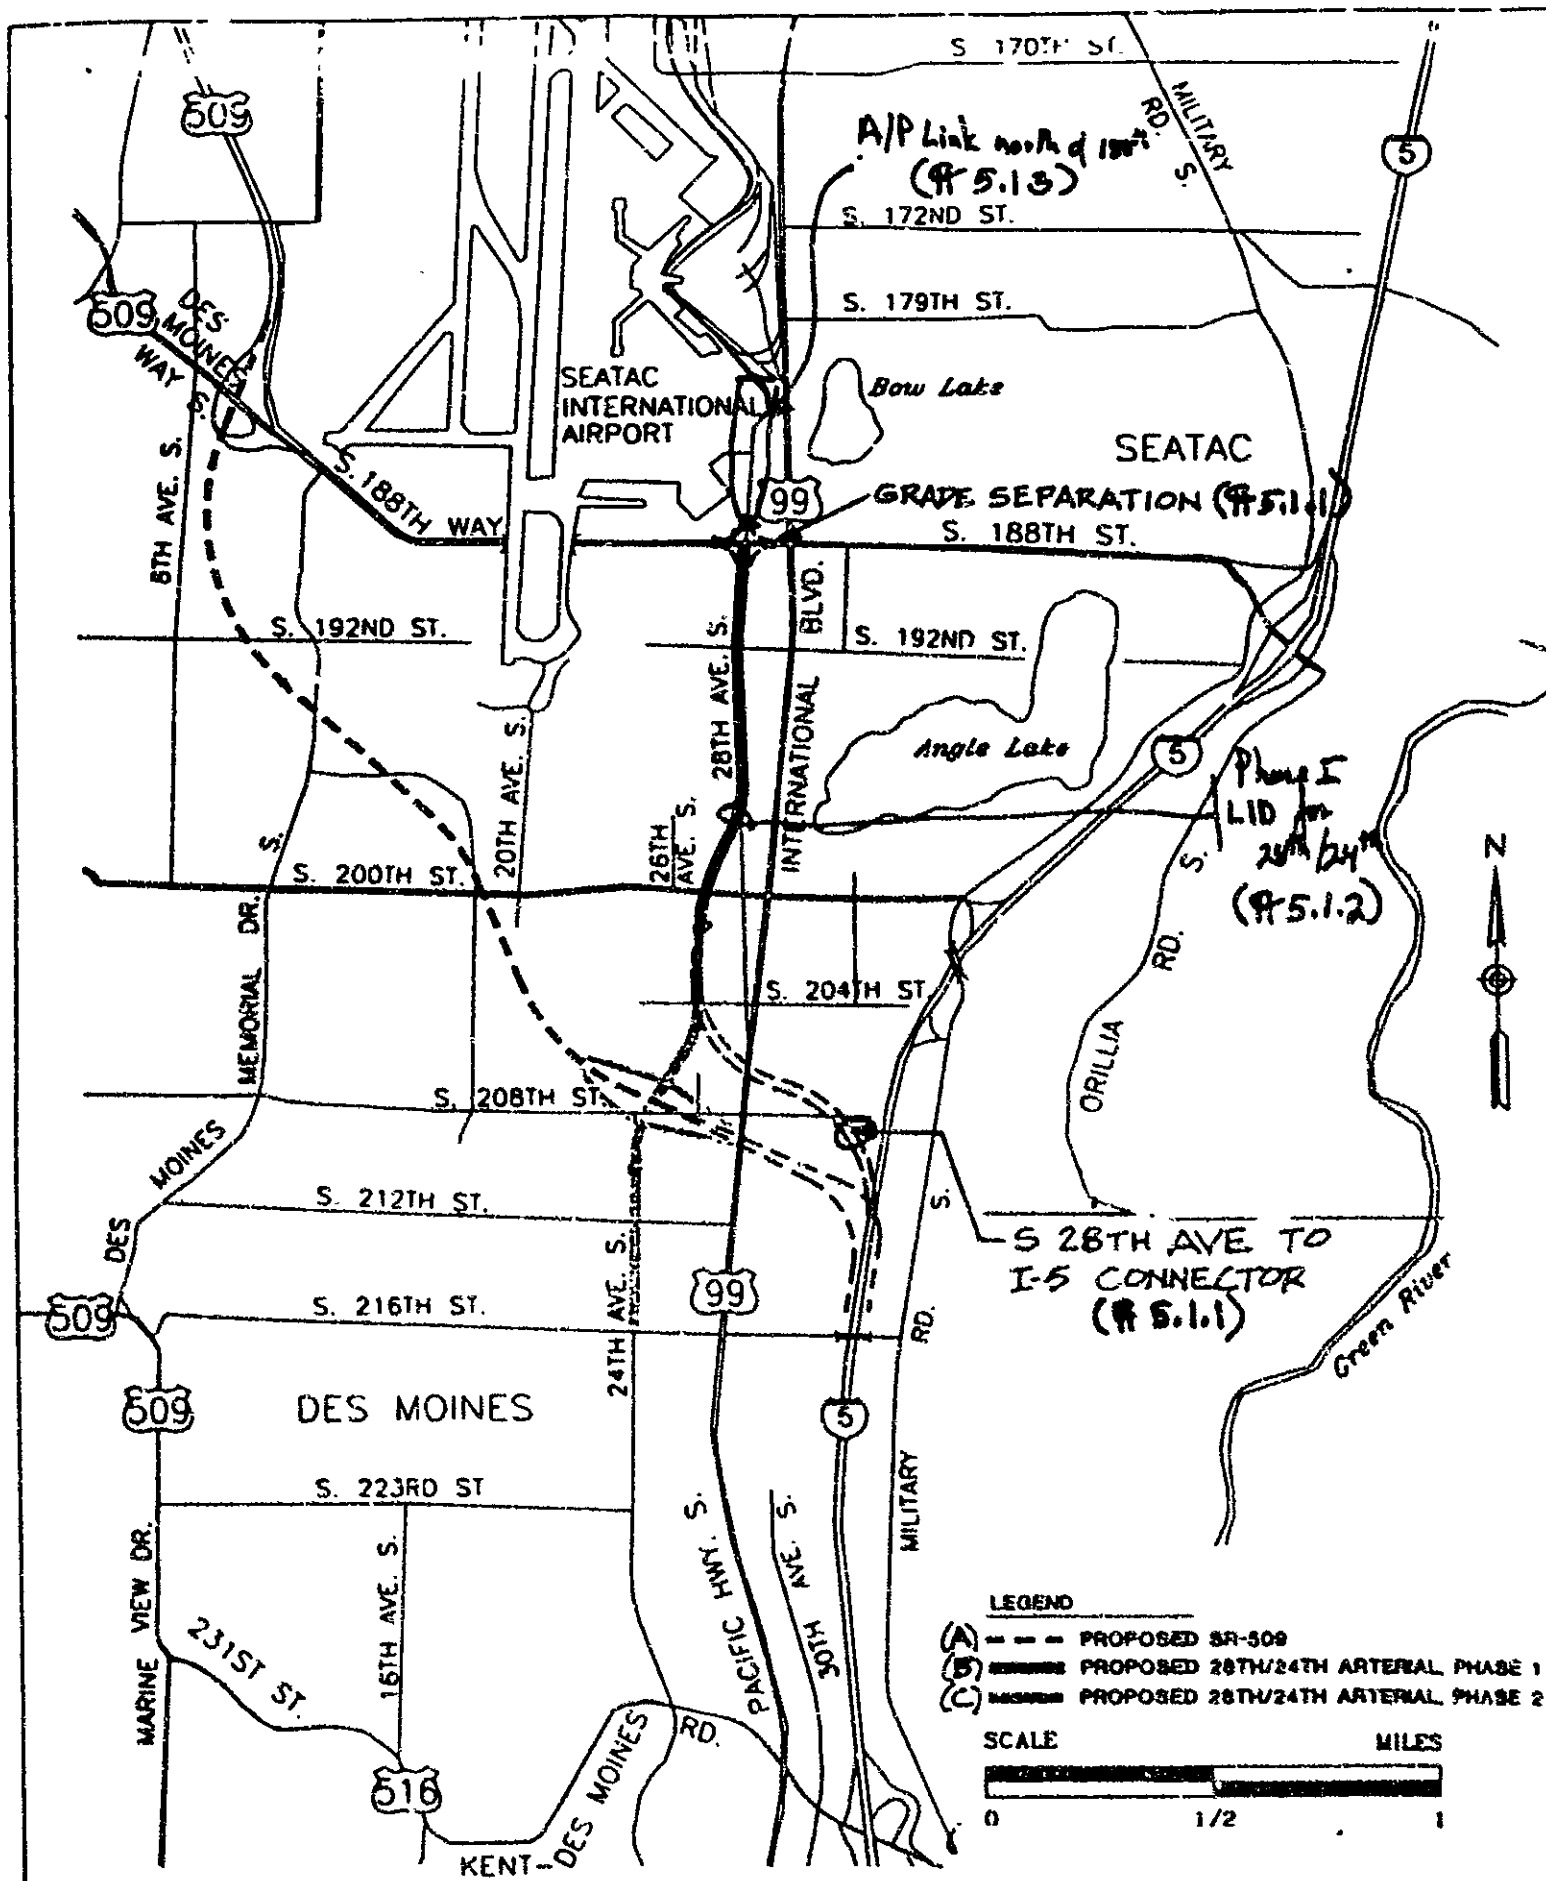 S. 170TH ST.
MILITARY
RD.
S.
509
5
A/P Link north of 188th
(¶ 5.1.3)
S. 172ND ST.
S. 179TH ST.
509
DES
MOINES
WAY
S.
SEATAC
INTERNATIONAL
AIRPORT
Bow Lake
SEATAC
8TH AVE. S.
S. 188TH
WAY
99
GRADE SEPARATION (¶5.1.1)
S. 188TH ST.
S. 192ND ST.
28TH AVE. S.
BLVD.
S. 192ND ST.
INTERNATIONAL
Angle Lake
5
Phase I
LID for
28th/24th
(¶ 5.1.2)
20TH AVE. S.
26TH
AVE. S.
S.
S. 200TH ST.
N
S.
RD.
ORILLIA
DR.
MEMORIAL
S. 204TH ST.
S. 208TH ST.
MOINES
DES
S. 212TH ST.
S.
S 28TH AVE TO
I-5 CONNECTOR
(¶ 5.1.1)
24TH AVE. S.
99
509
S. 216TH ST.
RD.
Green River
509
DES MOINES
5
S. 223RD ST
MILITARY
MARINE VIEW DR.
16TH AVE. S.
PACIFIC HWY. S.
30TH AVE. S.
231ST ST.
516
KENT-DES MOINES
RD.
LEGEND
(A) PROPOSED SR-509
(B) PROPOSED 28TH/24TH ARTERIAL, PHASE 1
(C) PROPOSED 28TH/24TH ARTERIAL, PHASE 2
SCALE MILES
0 1/2 1